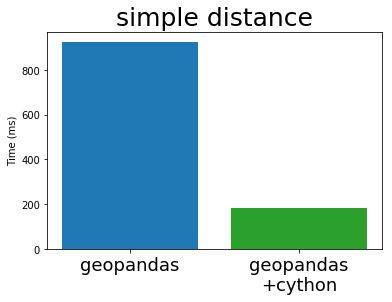 simple distance
Time (ms)
800
600
400
200
0
geopandas
geopandas
+cython